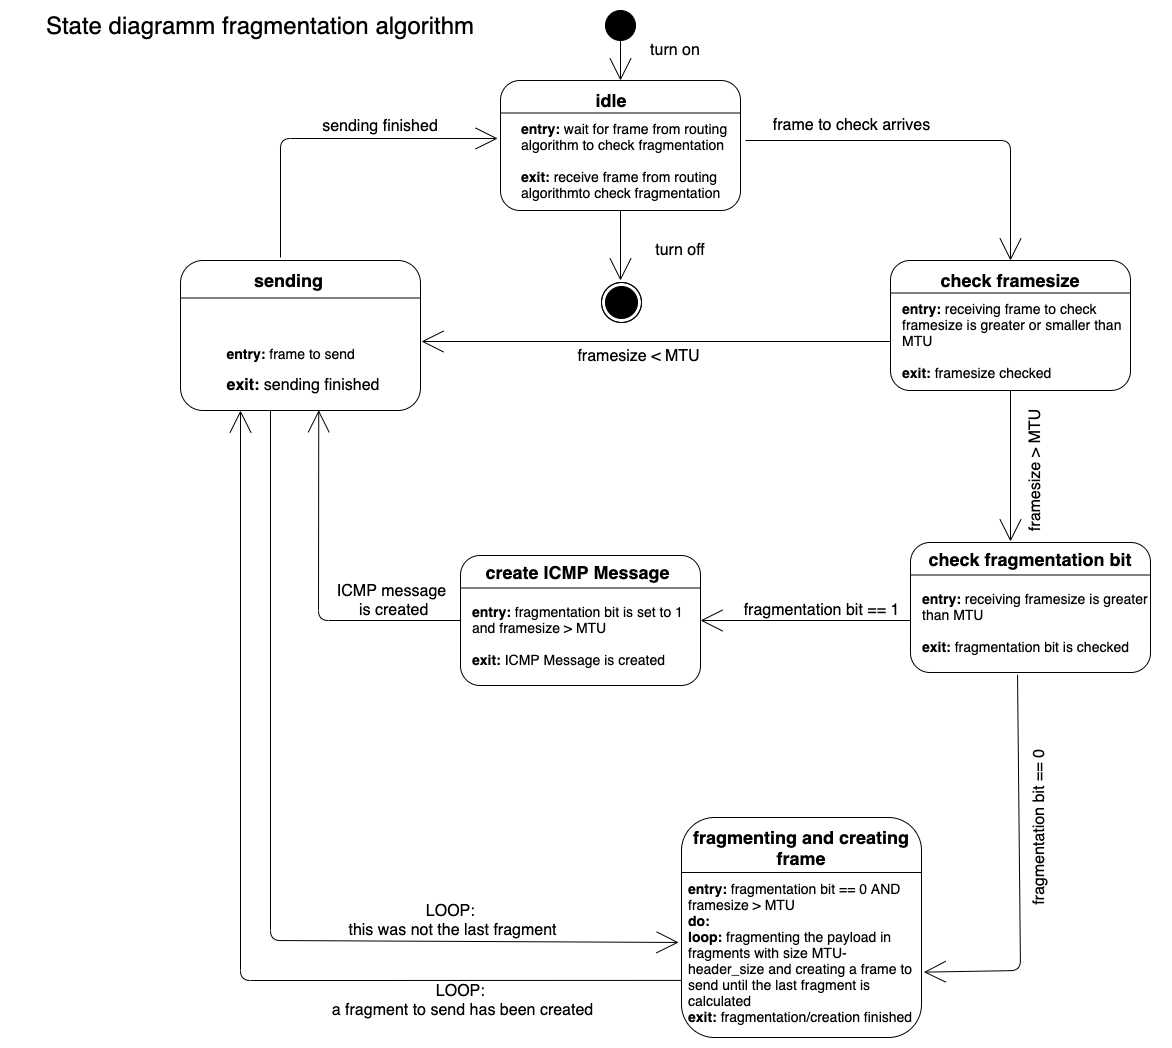 State diagramm fragmentation algorithm
turn on
idle
entry: wait for frame from routing
algorithm to check fragmentation
exit: receive frame from routing
algorithmto check fragmentation
sending finished
frame to check arrives
turn off
sending
entry: frame to send
exit: sending finished
check framesize
entry: receiving frame to check
framesize is greater or smaller than
MTU
exit: framesize checked
framesize < MTU
framesize > MTU
check fragmentation bit
entry: receiving framesize is greater
than MTU
exit: fragmentation bit is checked
create ICMP Message
entry: fragmentation bit is set to 1
and framesize > MTU
exit: ICMP Message is created
ICMP message
is created
fragmentation bit == 1
fragmentation bit == 0
fragmenting and creating
frame
entry: fragmentation bit == 0 AND
framesize > MTU
do:
loop: fragmenting the payload in
fragments with size MTU-
header_size and creating a frame to
send until the last fragment is
calculated
exit: fragmentation/creation finished
LOOP:
this was not the last fragment
LOOP:
a fragment to send has been created